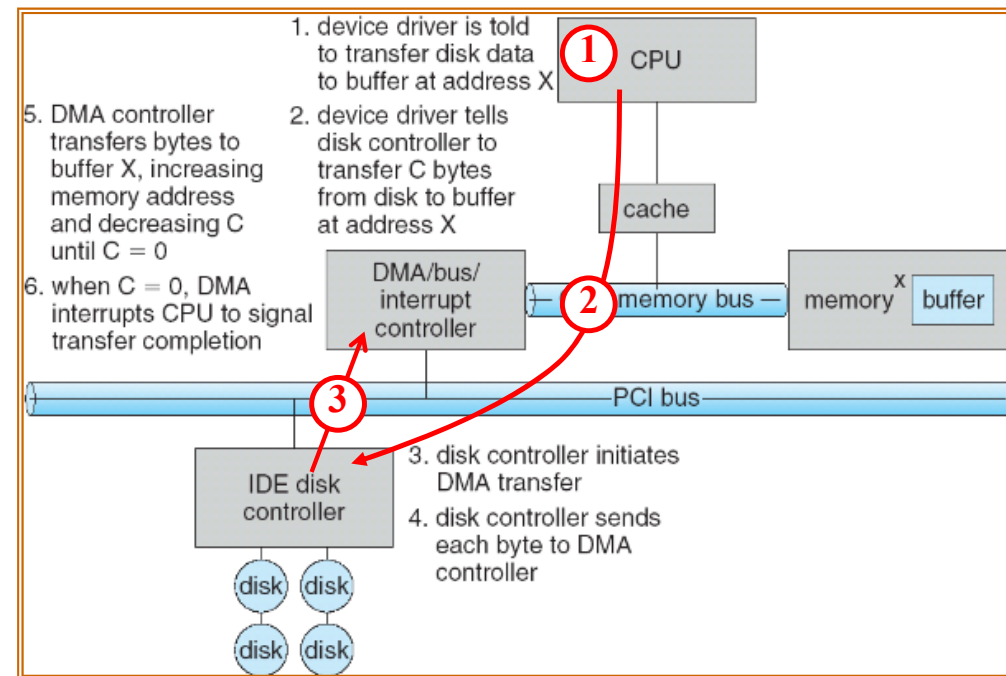 1. device driver is told
to transfer disk data
to buffer at address X
1
CPU
5. DMA controller
transfers bytes to
buffer X, increasing
memory address
and decreasing C
until C = 0
2. device driver tells
disk controller to
transfer C bytes
from disk to buffer
at address X
cache
6. when C = 0, DMA
interrupts CPU to signal
transfer completion
DMA/bus/
interrupt
controller
2
memory bus
memory
x
buffer
3
PCI bus
IDE disk
controller
3. disk controller initiates
DMA transfer
4. disk controller sends
each byte to DMA
controller
disk
disk
disk
disk